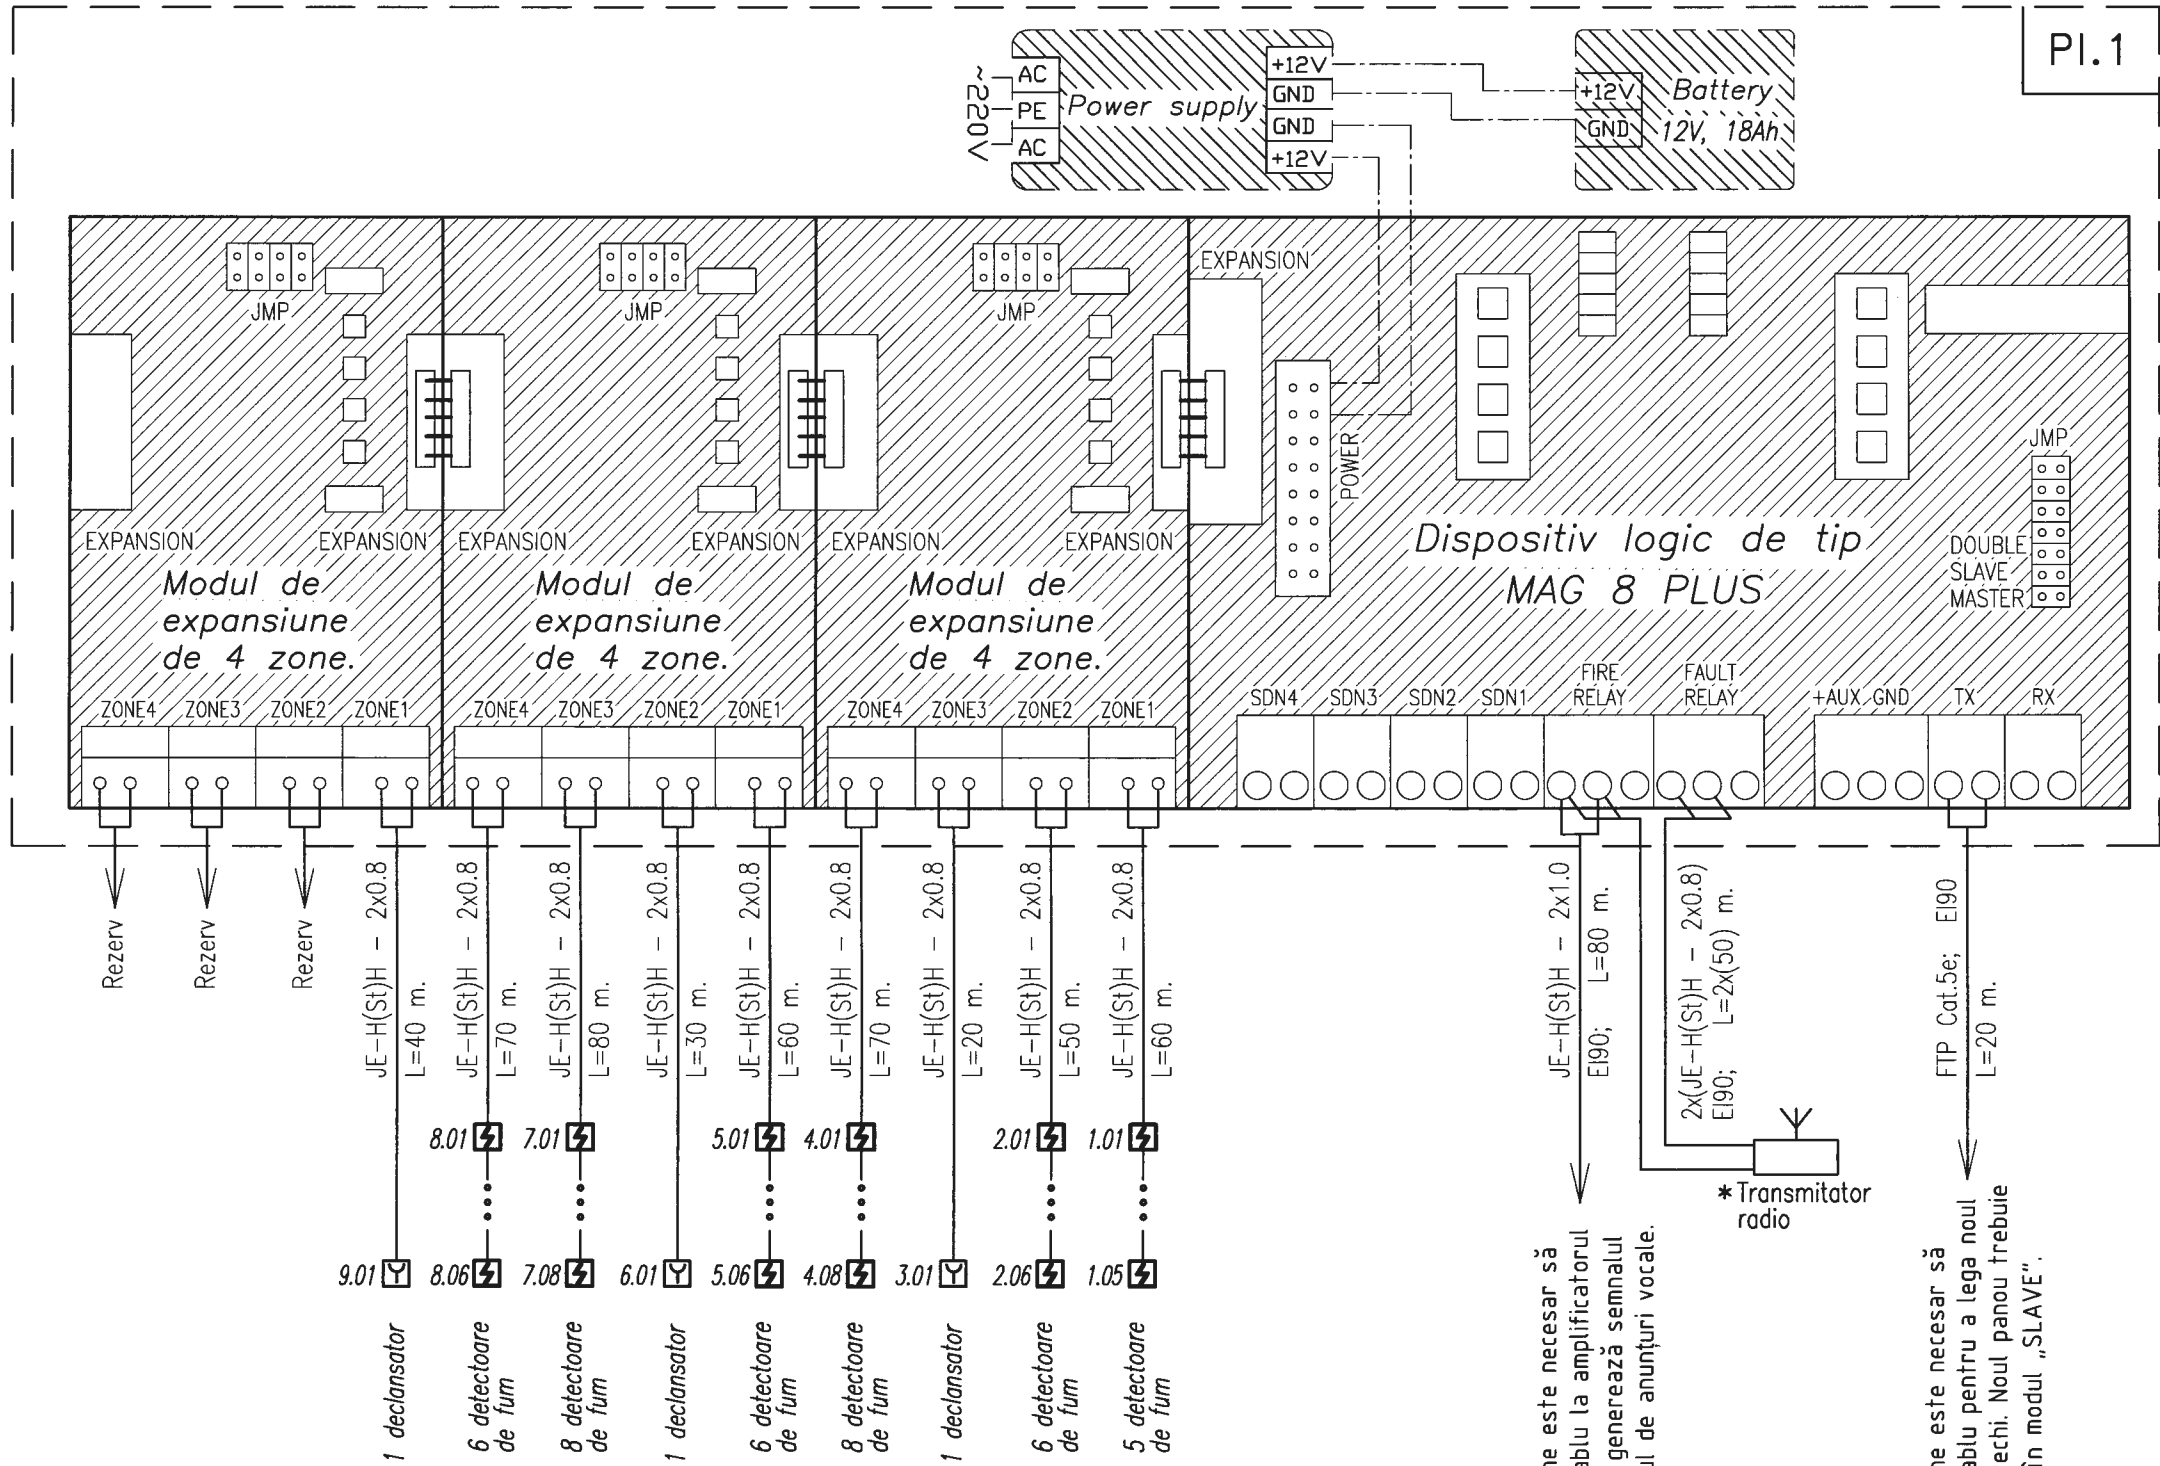 Pl.1
~220V
AC
PE
AC
Power supply
+12V
GND
GND
+12V
+12V
GND
Battery
12V, 18Ah
JMP
JMP
JMP
EXPANSION
POWER
JMP
DOUBLE
SLAVE
MASTER
EXPANSION
EXPANSION
EXPANSION
EXPANSION
EXPANSION
EXPANSION
Modul de
expansiune
de 4 zone.
Modul de
expansiune
de 4 zone.
Modul de
expansiune
de 4 zone.
Dispositiv logic de tip
MAG 8 PLUS
ZONE4
ZONE3
ZONE2
ZONE1
ZONE4
ZONE3
ZONE2
ZONE1
ZONE4
ZONE3
ZONE2
ZONE1
SDN4
SDN3
SDN2
SDN1
FIRE
RELAY
FAULT
RELAY
+AUX GND
TX
RX
Rezerv
Rezerv
Rezerv
JE-H(St)H - 2x0.8
L=40 m.
JE-H(St)H - 2x0.8
L=70 m.
JE-H(St)H - 2x0.8
L=80 m.
JE-H(St)H - 2x0.8
L=30 m.
JE-H(St)H - 2x0.8
L=60 m.
JE-H(St)H - 2x0.8
L=70 m.
JE-H(St)H - 2x0.8
L=20 m.
JE-H(St)H - 2x0.8
L=50 m.
JE-H(St)H - 2x0.8
L=60 m.
JE-H(St)H - 2x1.0
EI90; L=80 m.
2x(JE-H(St)H - 2x0.8)
EI90; L=2x(50) m.
FTP Cat.5e; EI90
L=20 m.
8.01
7.01
5.01
4.01
2.01
1.01
*Transmitator
radio
9.01
8.06
7.08
6.01
5.06
4.08
3.01
2.06
1.05
1 declansator
6 detectoare
de fum
8 detectoare
de fum
1 declansator
6 detectoare
de fum
8 detectoare
de fum
1 declansator
6 detectoare
de fum
5 detectoare
de fum
este necesar să
la amplificatorul
generează semnalul
de anunțuri vocale.
este necesar să
pentru a lega noul
Noul panou trebuie
în modul „SLAVE”.